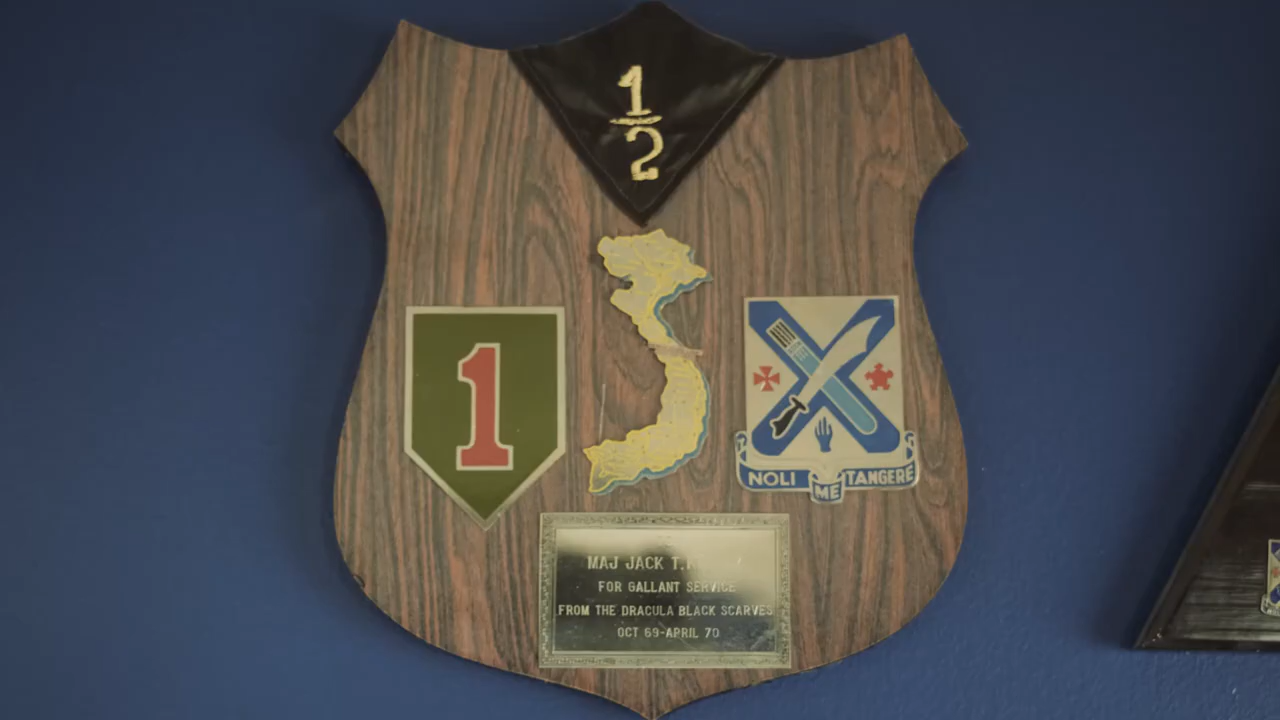 1
2
1
NOLI ME TANGERE
MAJ JACK T.
FOR GALLANT SERVICE
FROM THE DRACULA BLACK SCARVES
OCT 69-APRIL 70